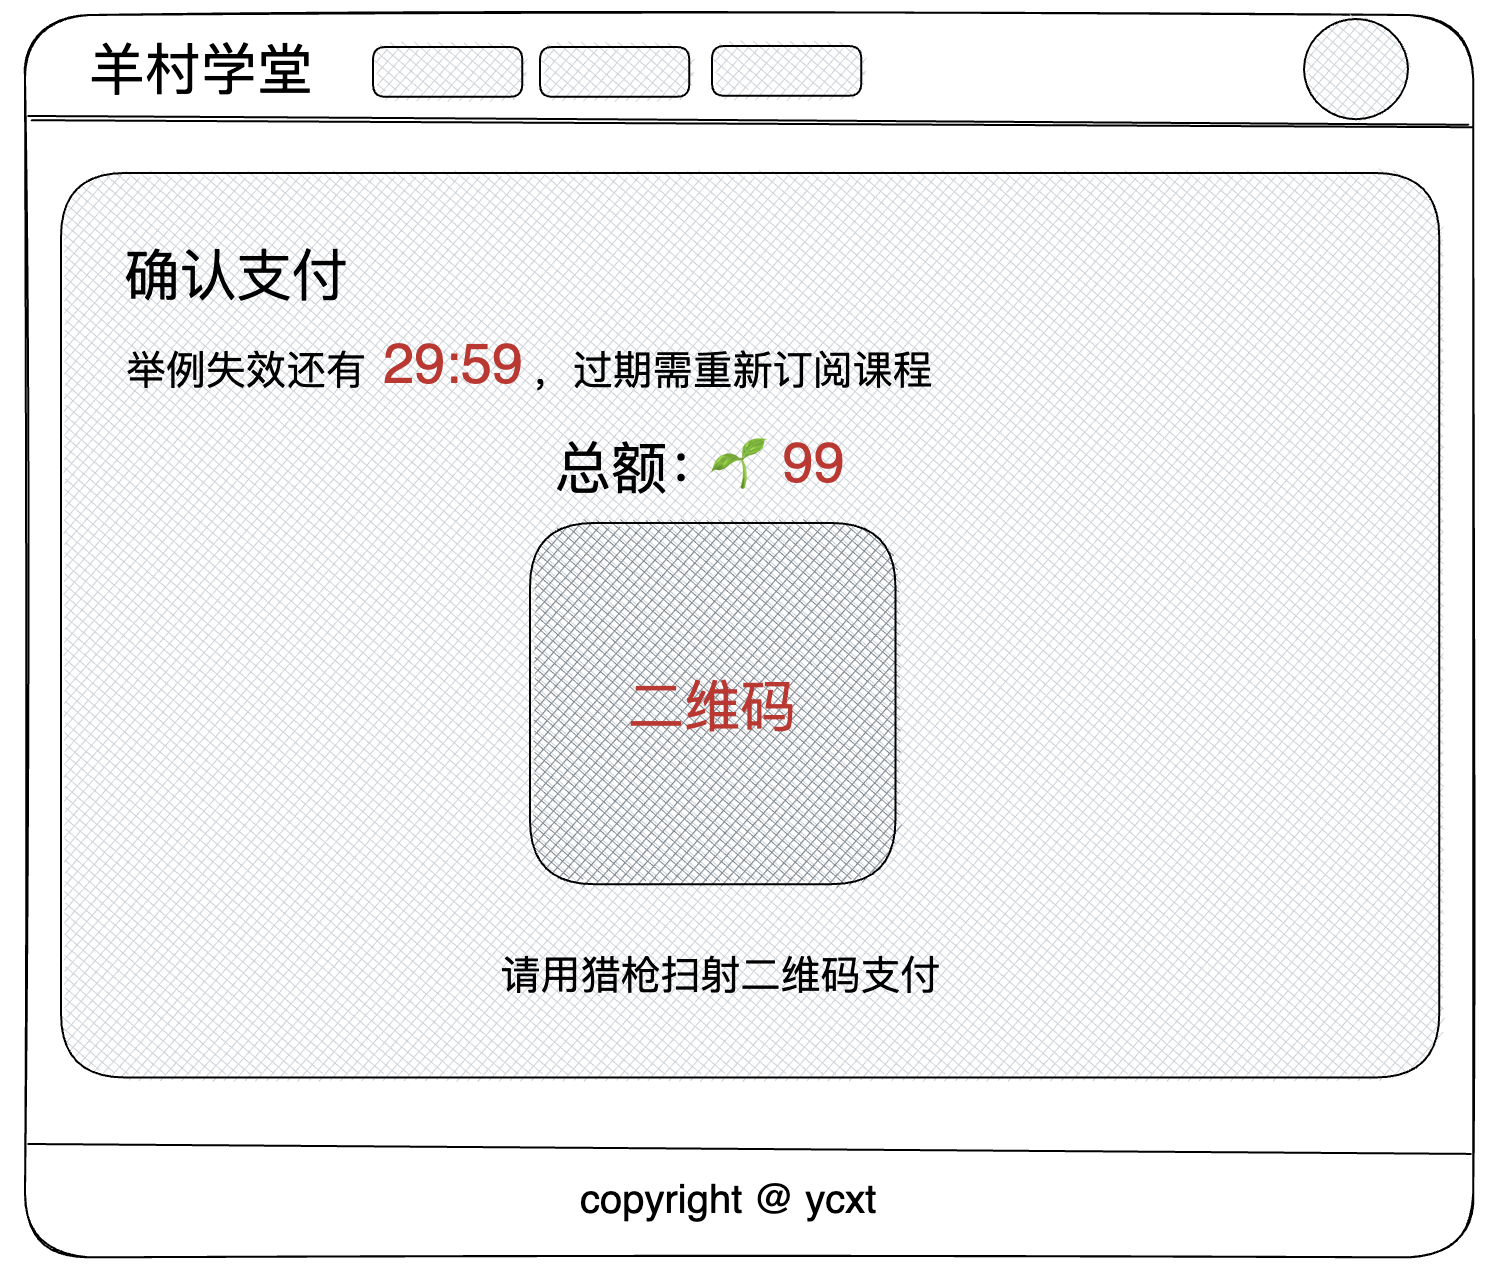 羊村学堂
确认支付
举例失效还有 29:59 ，过期需重新订阅课程
总额：🌱 99
二维码
请用猎枪扫射二维码支付
copyright @ ycxt